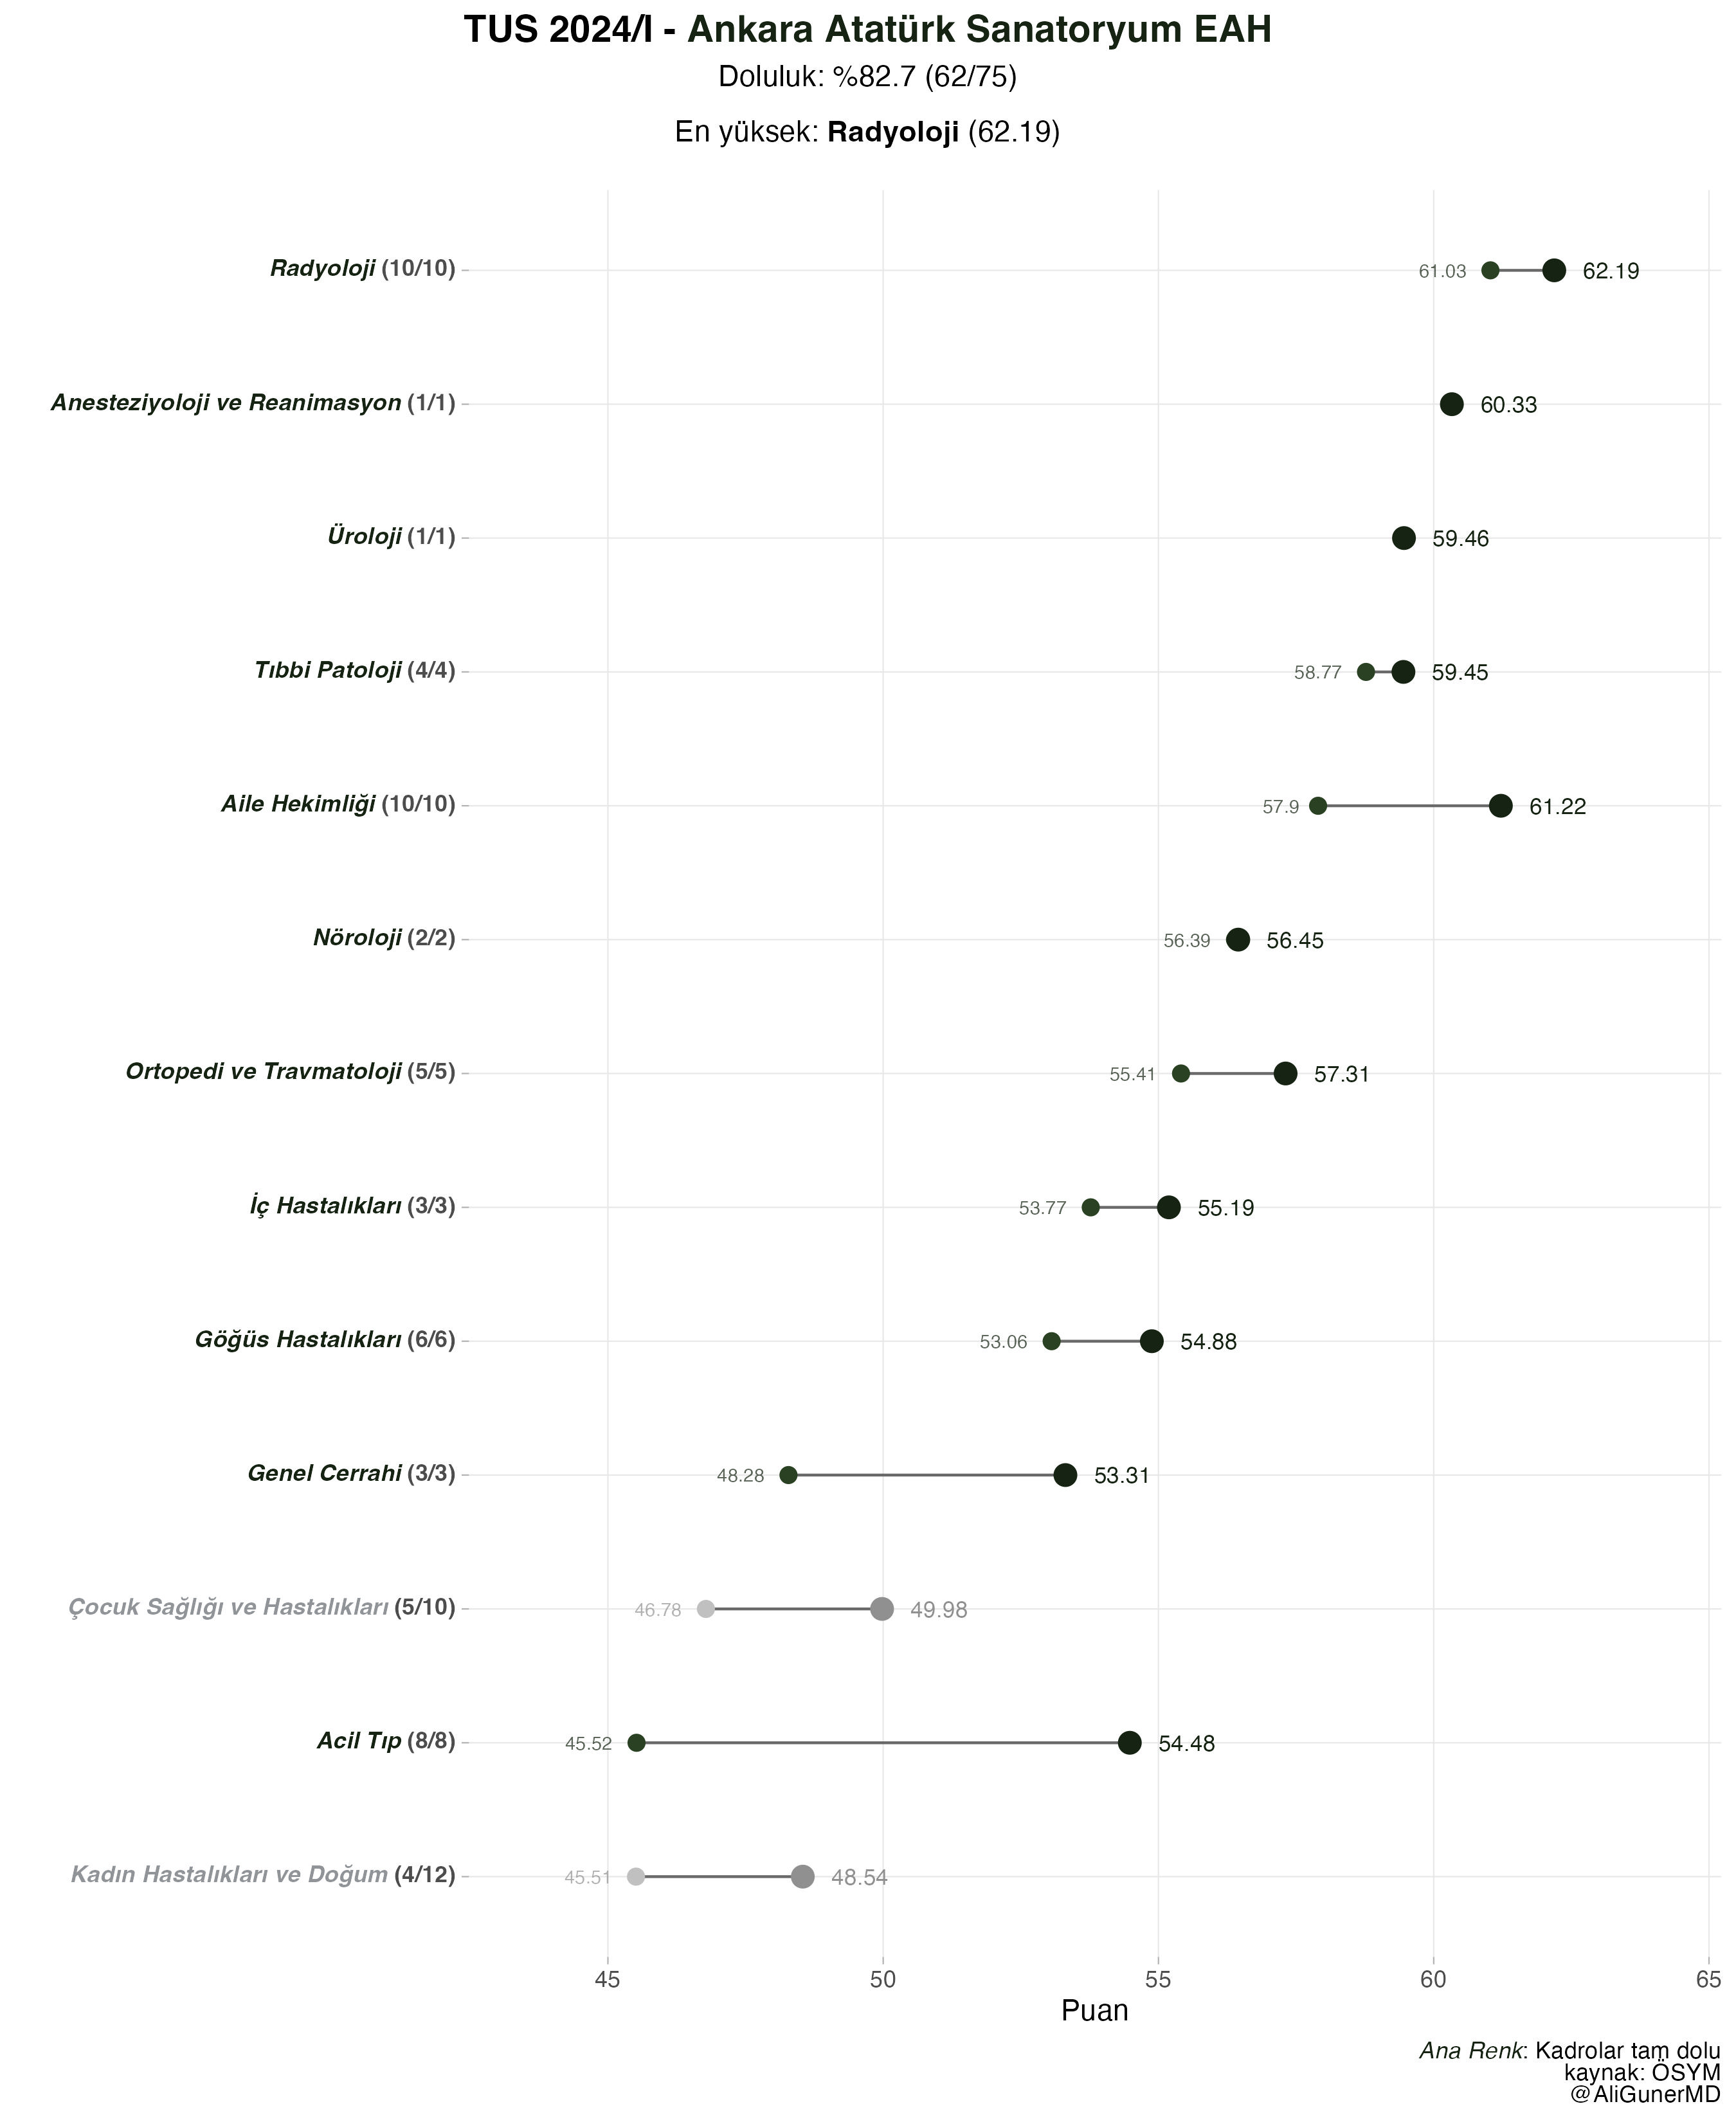 TUS 2024/I - Ankara Atatürk Sanatoryum EAH
Doluluk: %82.7 (62/75)
En yüksek: Radyoloji (62.19)
Radyoloji (10/10) 61.03 62.19
Anesteziyoloji ve Reanimasyon (1/1) 60.33
Üroloji (1/1) 59.46
Tıbbi Patoloji (4/4) 58.77 59.45
Aile Hekimliği (10/10) 57.9 61.22
Nöroloji (2/2) 56.39 56.45
Ortopedi ve Travmatoloji (5/5) 55.41 57.31
İç Hastalıkları (3/3) 53.77 55.19
Göğüs Hastalıkları (6/6) 53.06 54.88
Genel Cerrahi (3/3) 48.28 53.31
Çocuk Sağlığı ve Hastalıkları (5/10) 46.78 49.98
Acil Tıp (8/8) 45.52 54.48
Kadın Hastalıkları ve Doğum (4/12) 45.51 48.54
45 50 55 60 65
Puan
Ana Renk: Kadrolar tam dolu
kaynak: ÖSYM
@AliGunerMD